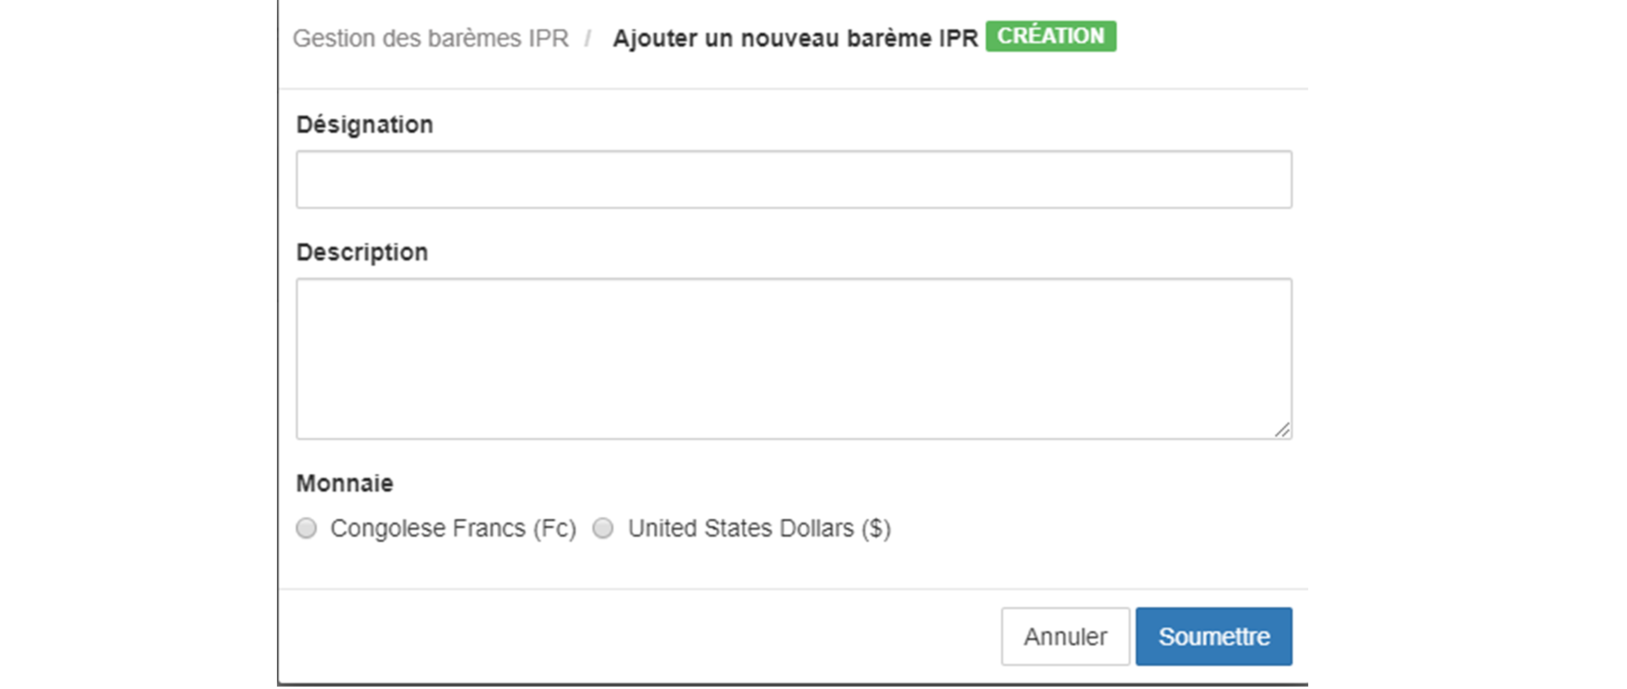 Gestion des barèmes IPR / Ajouter un nouveau barème IPR CRÉATION
Désignation
Description
Monnaie
Congolese Francs (Fc) United States Dollars ($)
Annuler Soumettre